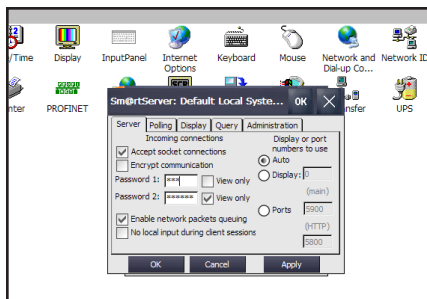 /Time
Display
InputPanel
Internet
Options
Keyboard
Mouse
Network and
Dial-up Co...
Network ID
nter
PROFINET
nsfer
UPS
Sm@rtServer: Default Local Syste...
OK
Server
Polling
Display
Query
Administration
Incoming connections
Accept socket connections
Encrypt communication
Password 1: ***
View only
Password 2: ******
View only
Enable network packets queuing
No local input during client sessions
Display or port
numbers to use
Auto
Display: 0
(main)
Ports 5900
(HTTP)
5800
OK
Cancel
Apply